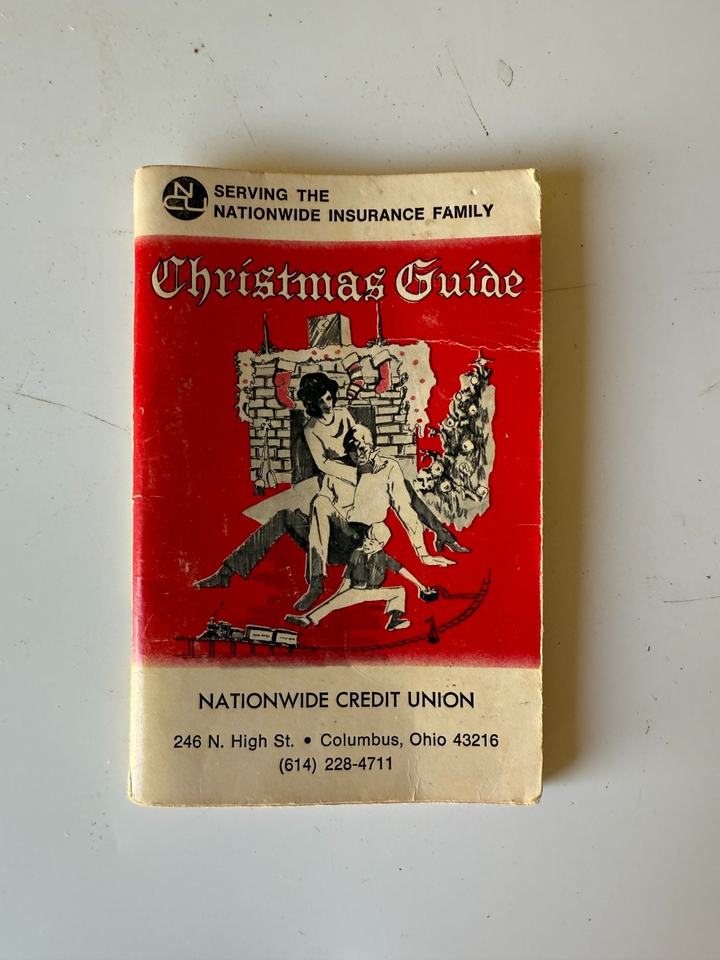 NCU
SERVING THE
NATIONWIDE INSURANCE FAMILY
Christmas Guide
NATIONWIDE CREDIT UNION
246 N. High St. • Columbus, Ohio 43216
(614) 228-4711